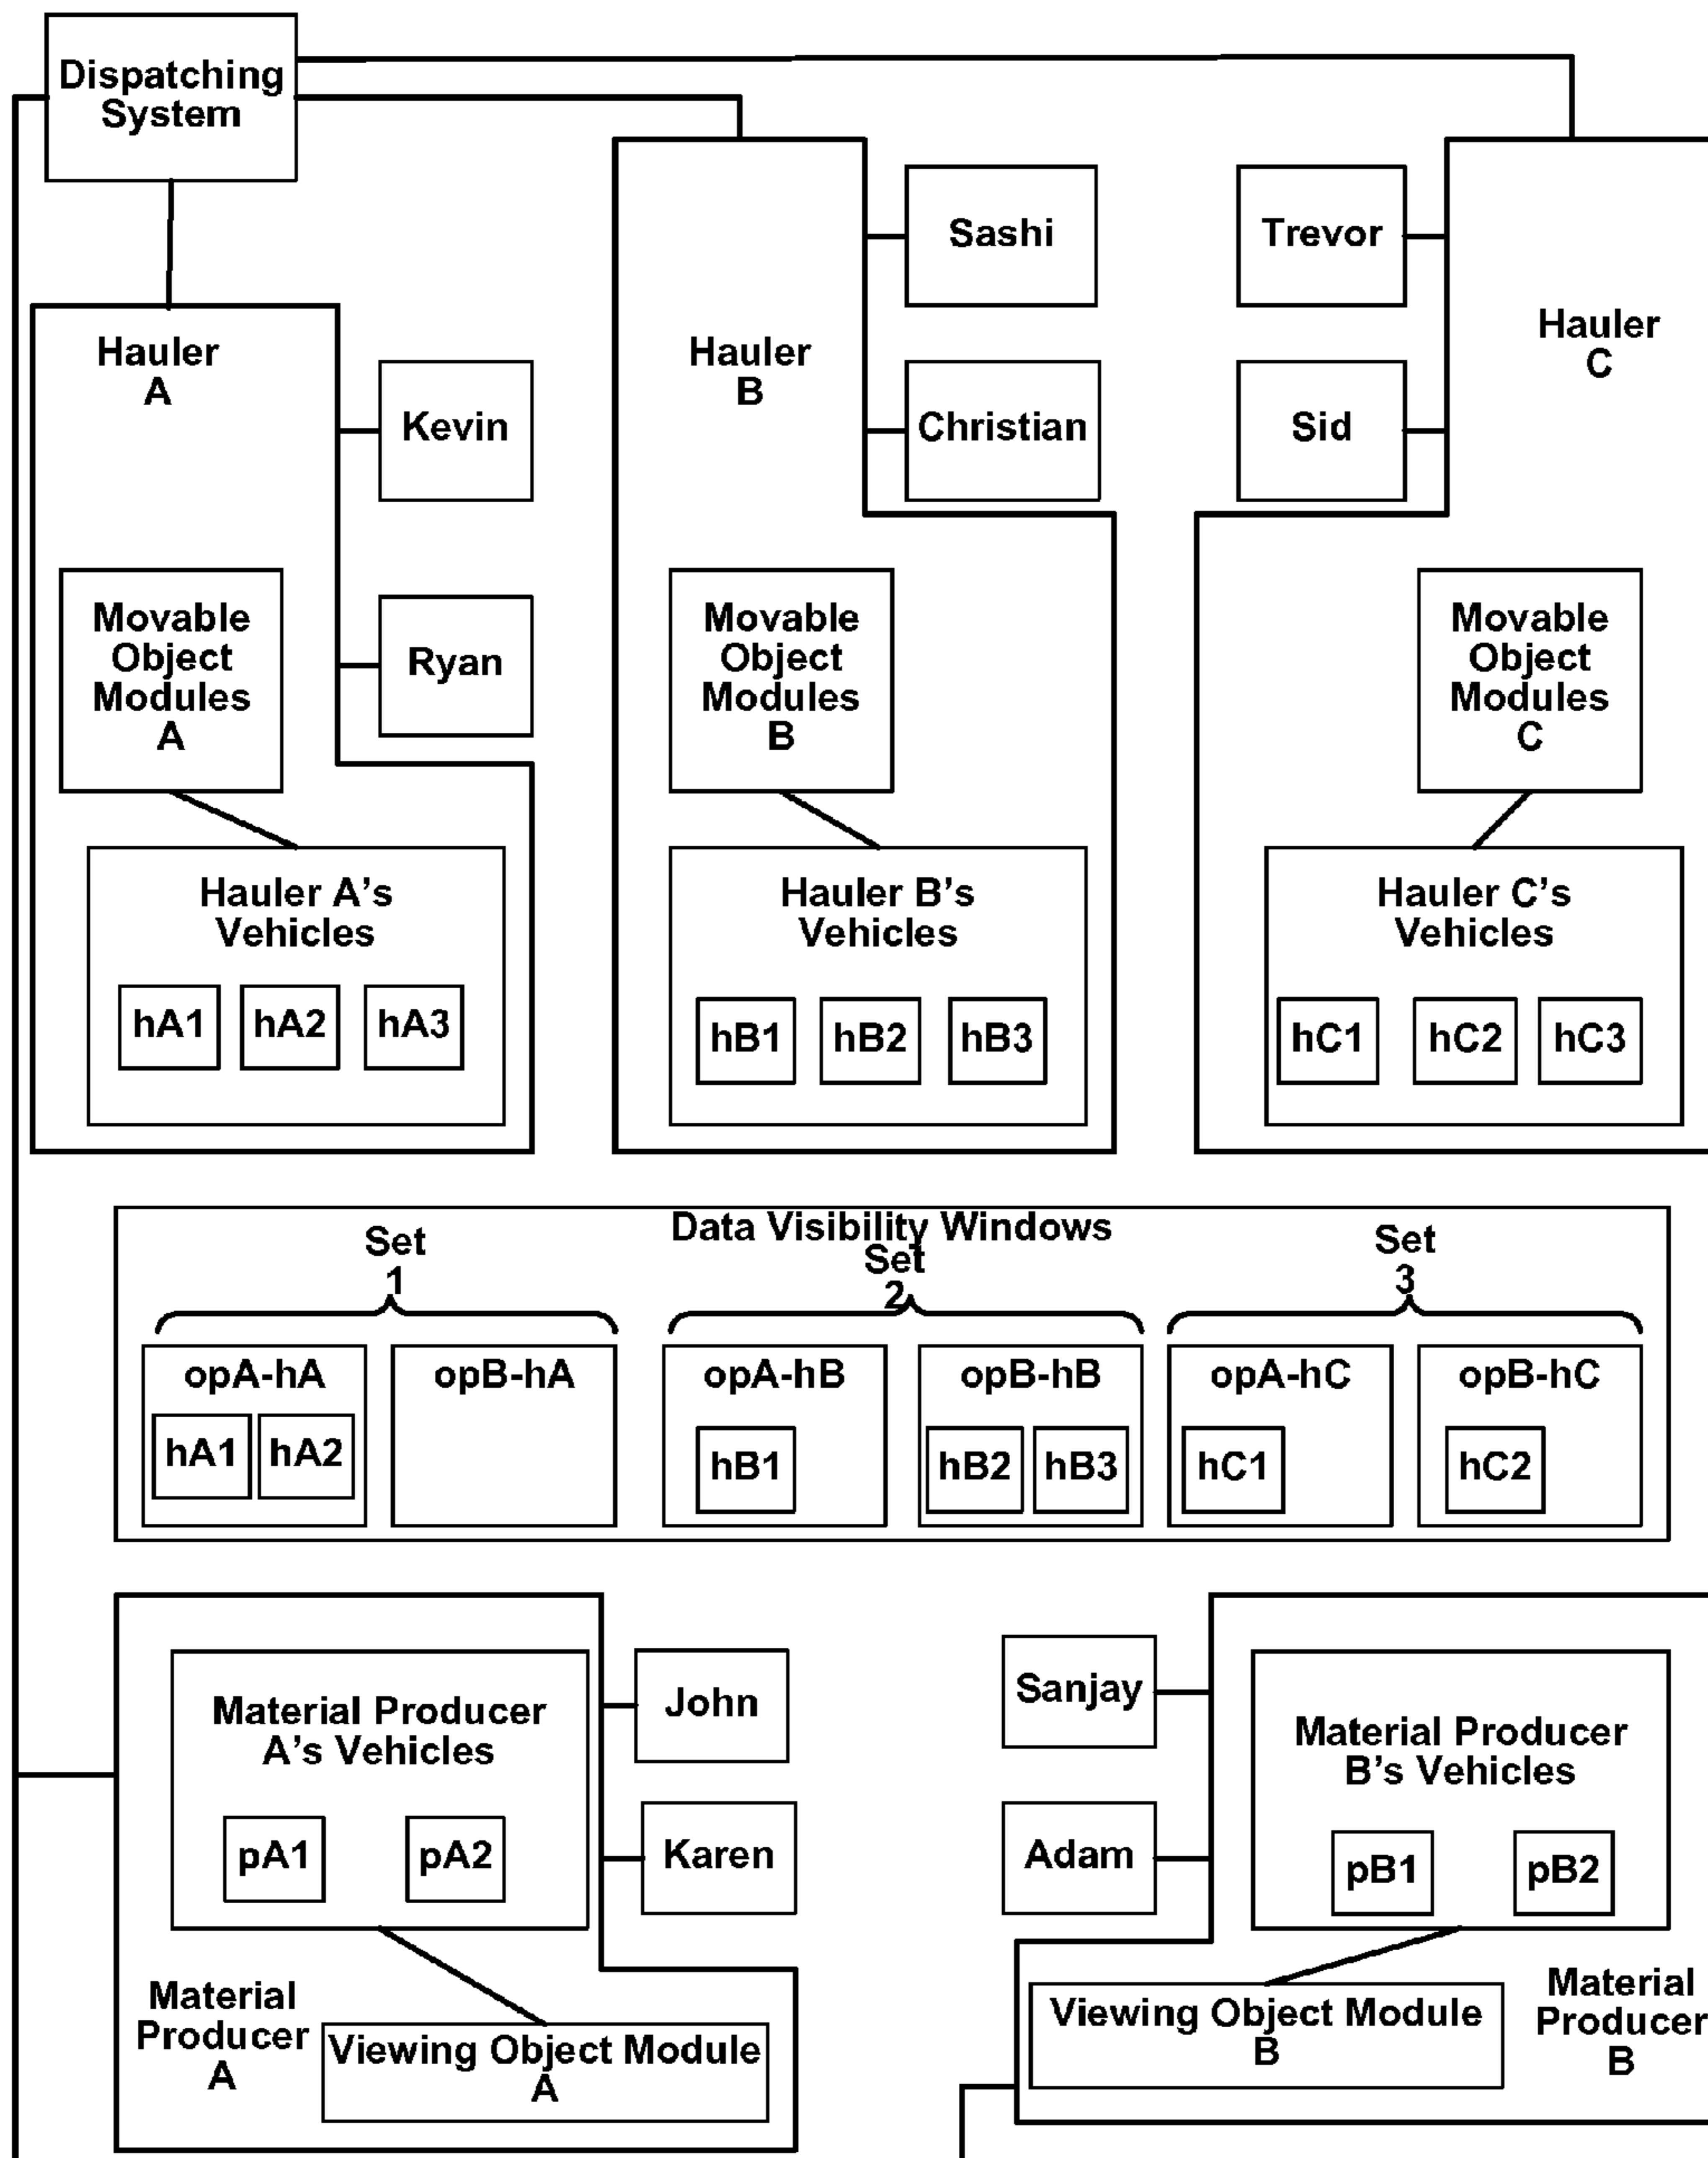 Dispatching
System
Hauler
A
Kevin
Ryan
Movable
Object
Modules
A
Hauler A's
Vehicles
hA1 hA2 hA3
Hauler
B
Sashi
Christian
Movable
Object
Modules
B
Hauler B's
Vehicles
hB1 hB2 hB3
Trevor
Sid
Hauler
C
Movable
Object
Modules
C
Hauler C's
Vehicles
hC1 hC2 hC3
Data Visibility Windows
Set
1
Set
2
Set
3
opA-hA
hA1 hA2
opB-hA
opA-hB
hB1
opB-hB
hB2 hB3
opA-hC
hC1
opB-hC
hC2
Material Producer
A's Vehicles
pA1 pA2
John
Karen
Material
Producer
A
Viewing Object Module
A
Sanjay
Adam
Material Producer
B's Vehicles
pB1 pB2
Viewing Object Module
B
Material
Producer
B